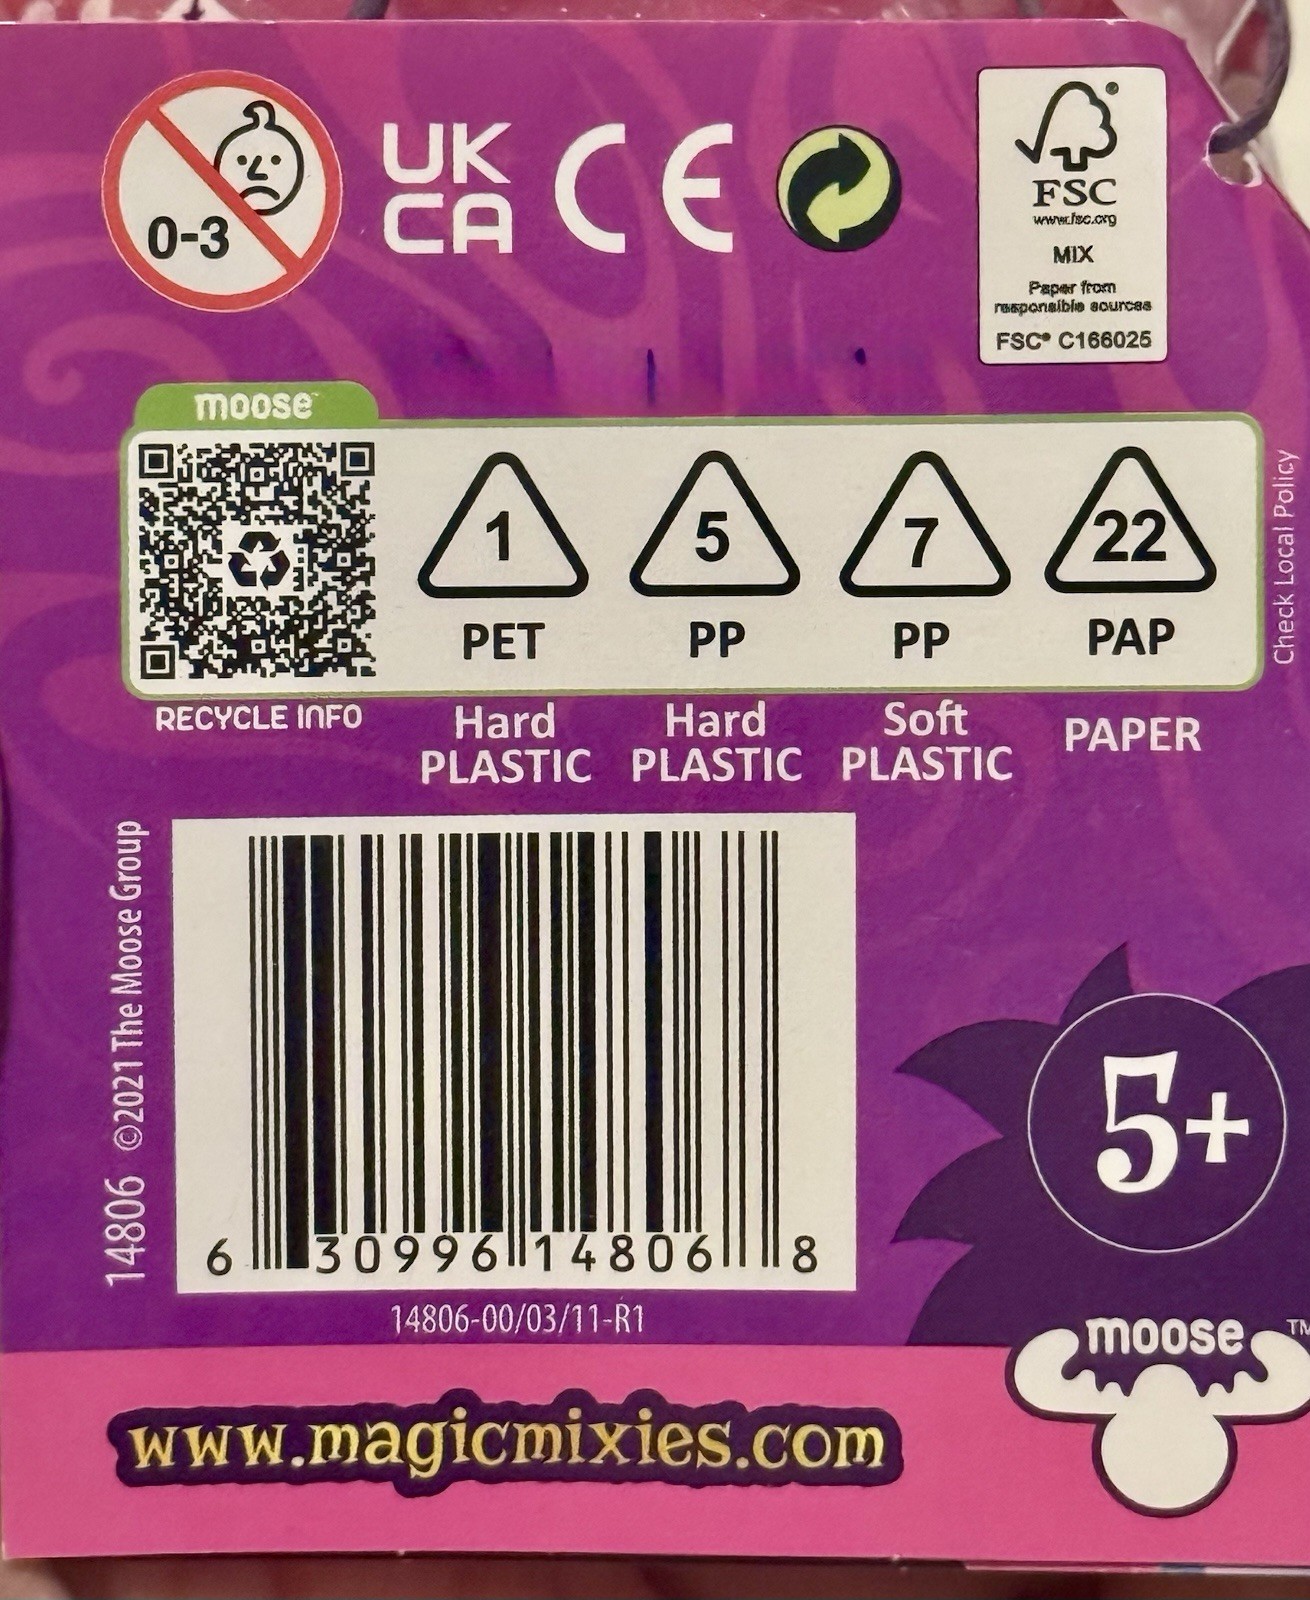 0-3
UK
CA
CE
FSC
www.fsc.org
MIX
Paper from
responsible sources
FSC® C166025
moose™
1
5
7
22
PET
PP
PP
PAP
Check Local Policy
RECYCLE INFO
Hard
PLASTIC
Hard
PLASTIC
Soft
PLASTIC
PAPER
14806 ©2021 The Moose Group
6 30996 14806 8
14806-00/03/11-R1
5+
moose™
www.magicmixies.com